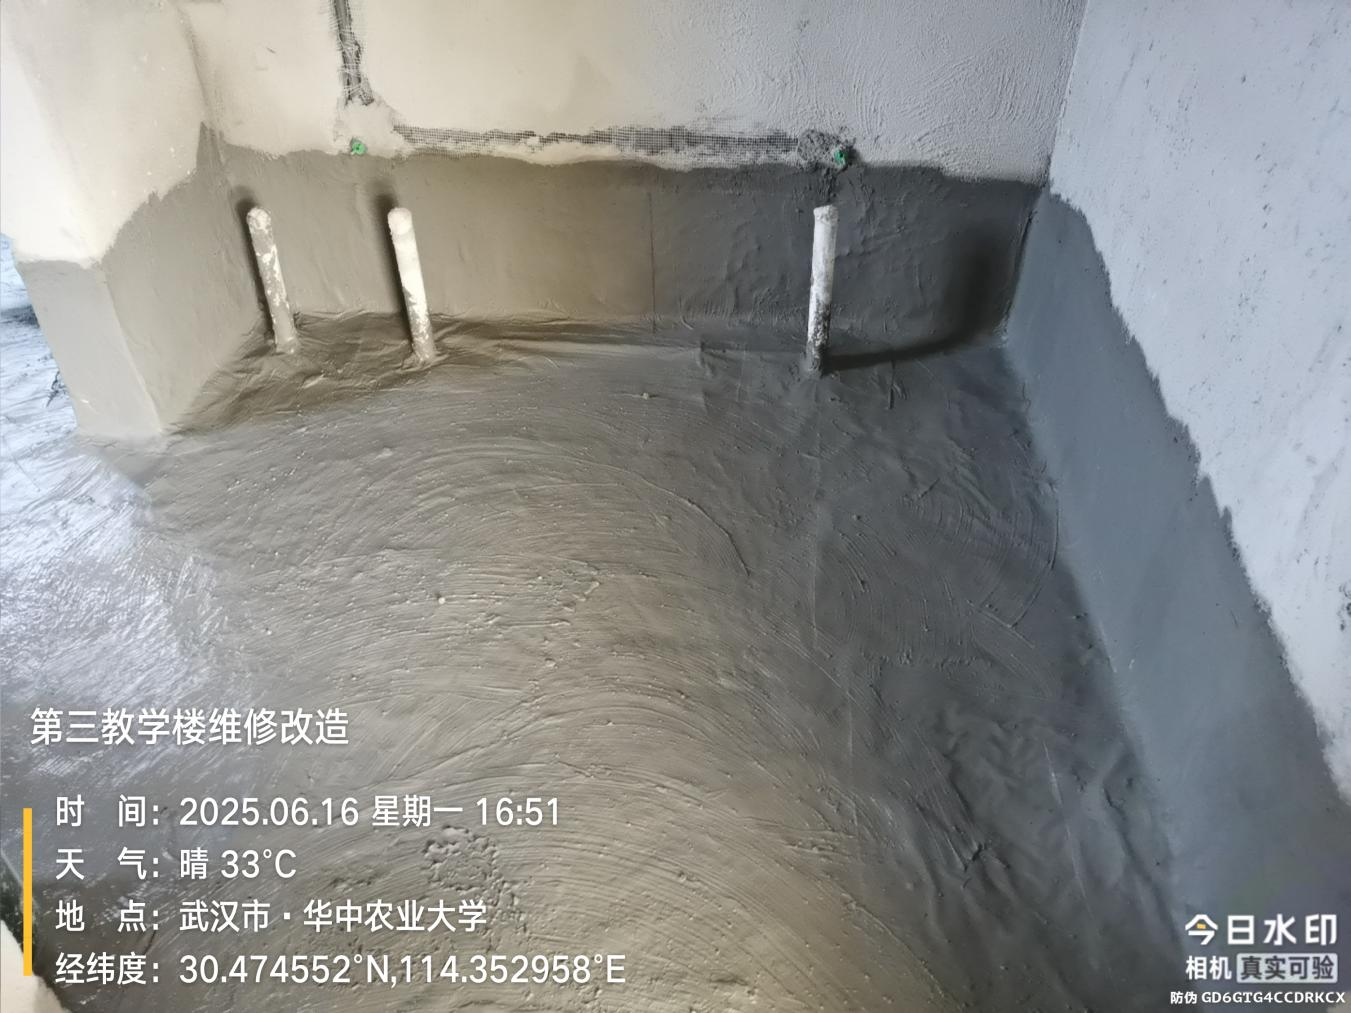 第三教学楼维修改造
时 间：2025.06.16 星期一 16:51
天 气：晴 33°C
地 点：武汉市·华中农业大学
经纬度：30.474552°N,114.352958°E
今日水印
相机 真实可验
防伪 GD6GTG4CCDRKCX